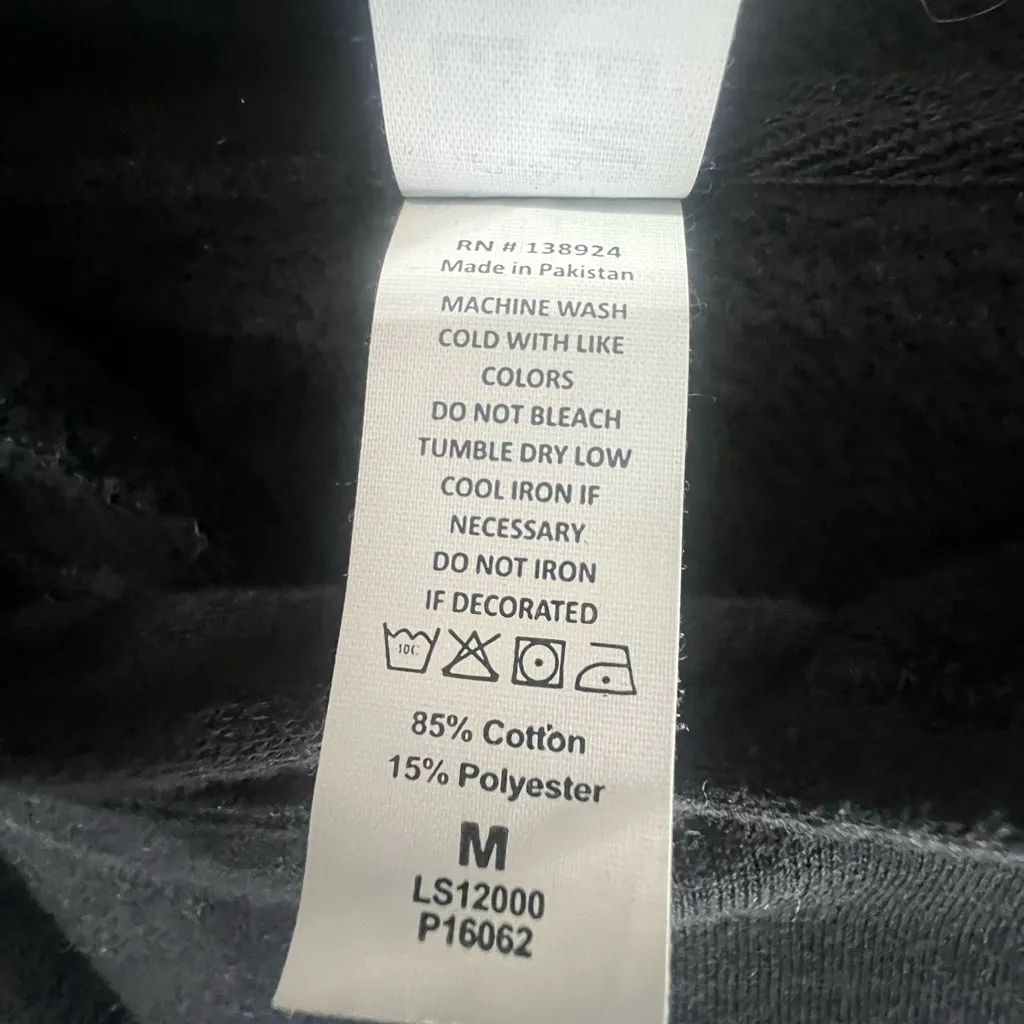 RN # 138924
Made in Pakistan
MACHINE WASH
COLD WITH LIKE
COLORS
DO NOT BLEACH
TUMBLE DRY LOW
COOL IRON IF
NECESSARY
DO NOT IRON
IF DECORATED
85% Cotton
15% Polyester
M
LS12000
P16062